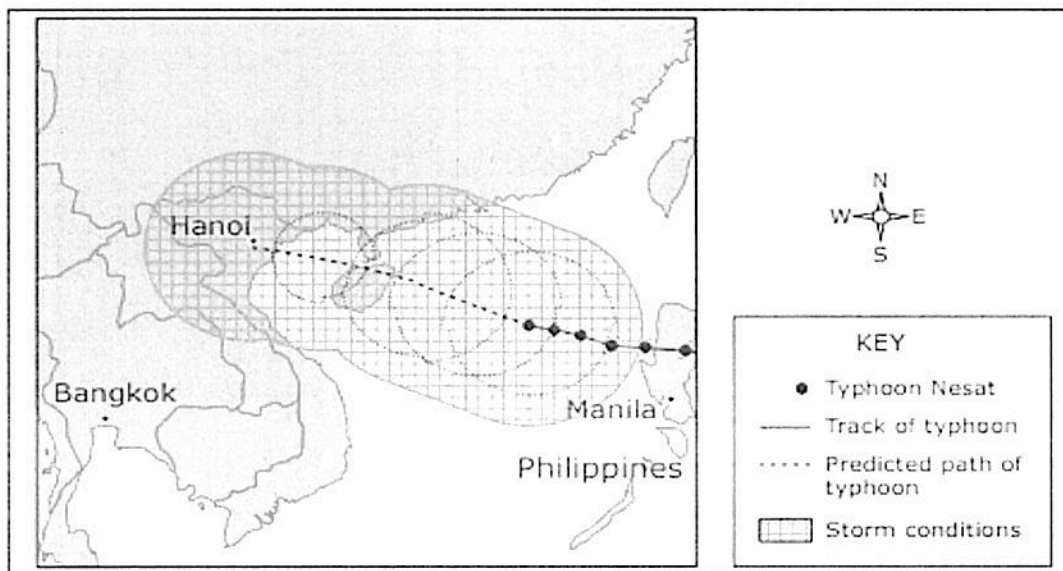 Hanoi
Bangkok
Manila
Philippines
N
W E
S
KEY
Typhoon Nesat
Track of typhoon
Predicted path of
typhoon
Storm conditions